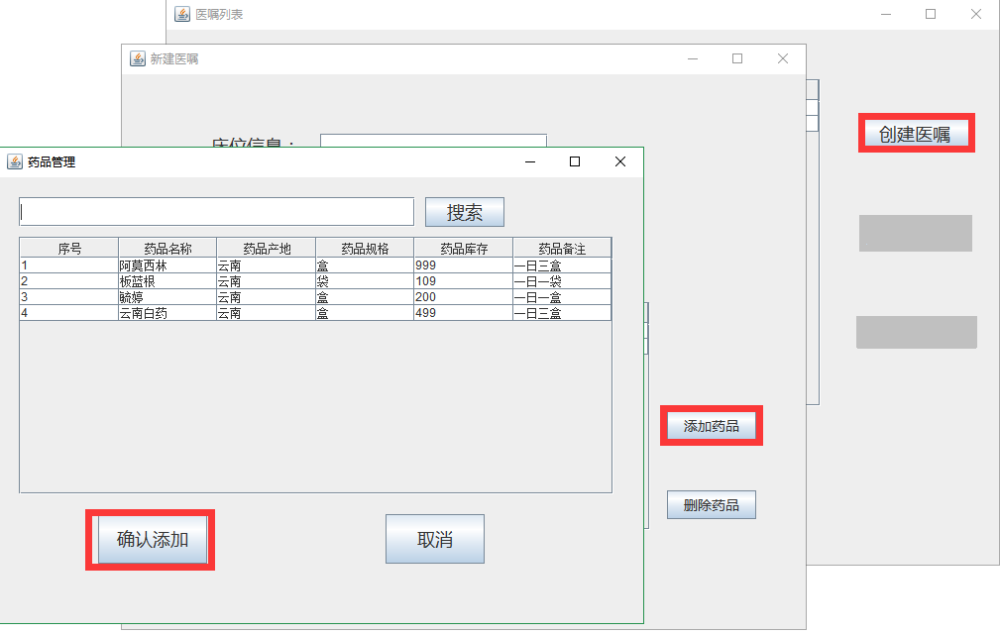 医嘱列表
新建医嘱
床位信息：
创建医嘱
药品管理
搜索
序号 药品名称 药品产地 药品规格 药品库存 药品备注
1 阿莫西林 云南 盒 999 一日三盒
2 板蓝根 云南 袋 109 一日一袋
3 毓婷 云南 盒 200 一日一盒
4 云南白药 云南 盒 499 一日三盒
添加药品
删除药品
确认添加
取消